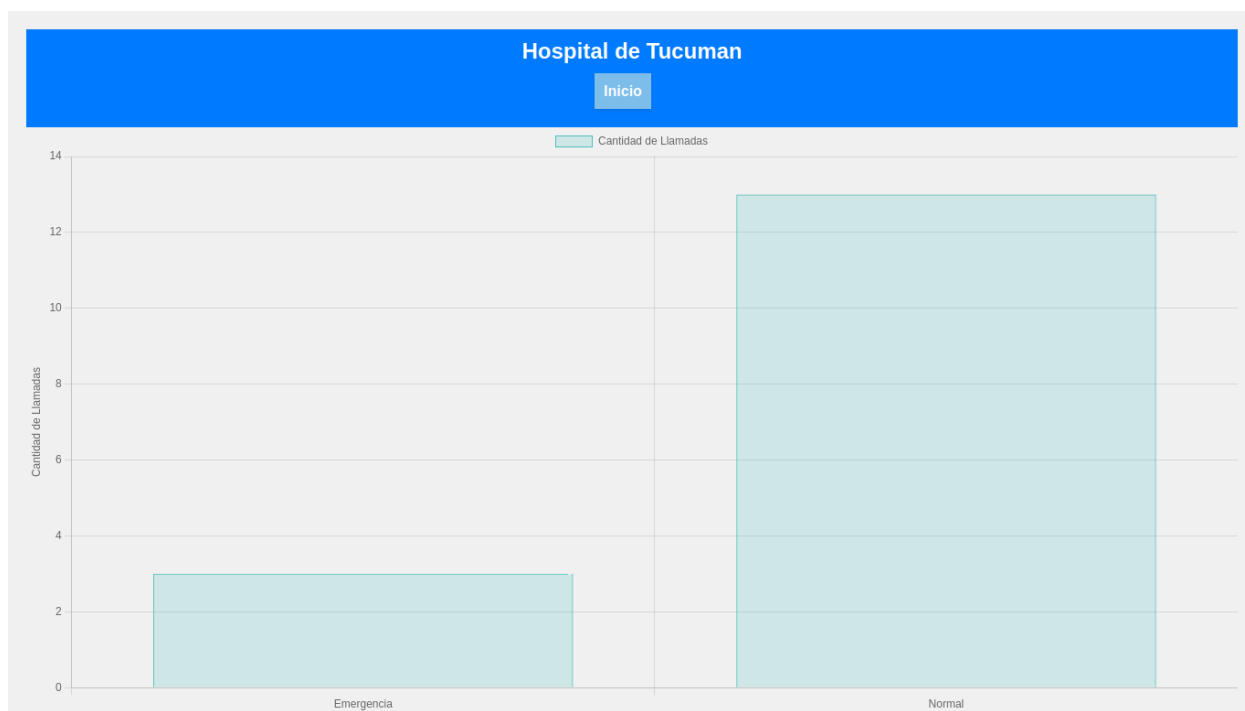 Hospital de Tucuman
Inicio
Cantidad de Llamadas
14
12
10
8
6
4
2
0
Cantidad de Llamadas
Emergencia
Normal